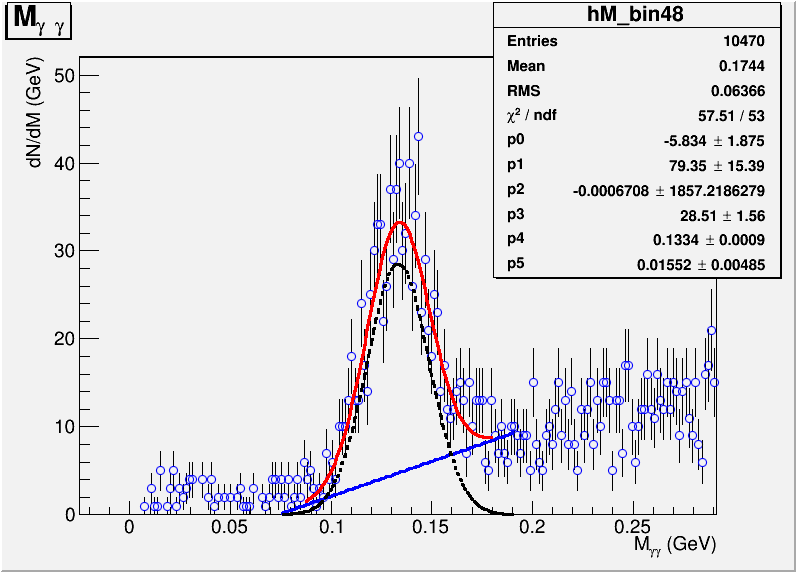 M γ γ
hM_bin48
Entries 10470
Mean 0.1744
RMS 0.06366
χ² / ndf 57.51 / 53
p0 -5.834 ± 1.875
p1 79.35 ± 15.39
p2 -0.0006708 ± 1857.2186279
p3 28.51 ± 1.56
p4 0.1334 ± 0.0009
p5 0.01552 ± 0.00485
dN/dM (GeV)
50
40
30
20
10
0
0 0.05 0.1 0.15 0.2 0.25
Mγγ (GeV)